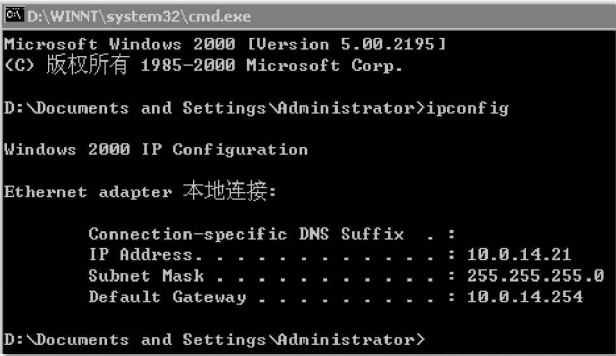 D:\WINNT\system32\cmd.exe
Microsoft Windows 2000 [Version 5.00.2195]
(C) 版权所有 1985-2000 Microsoft Corp.
D:\Documents and Settings\Administrator>ipconfig
Windows 2000 IP Configuration
Ethernet adapter 本地连接:
Connection-specific DNS Suffix . :
IP Address. . . . . . . . . . . . : 10.0.14.21
Subnet Mask . . . . . . . . . . . : 255.255.255.0
Default Gateway . . . . . . . . . : 10.0.14.254
D:\Documents and Settings\Administrator>